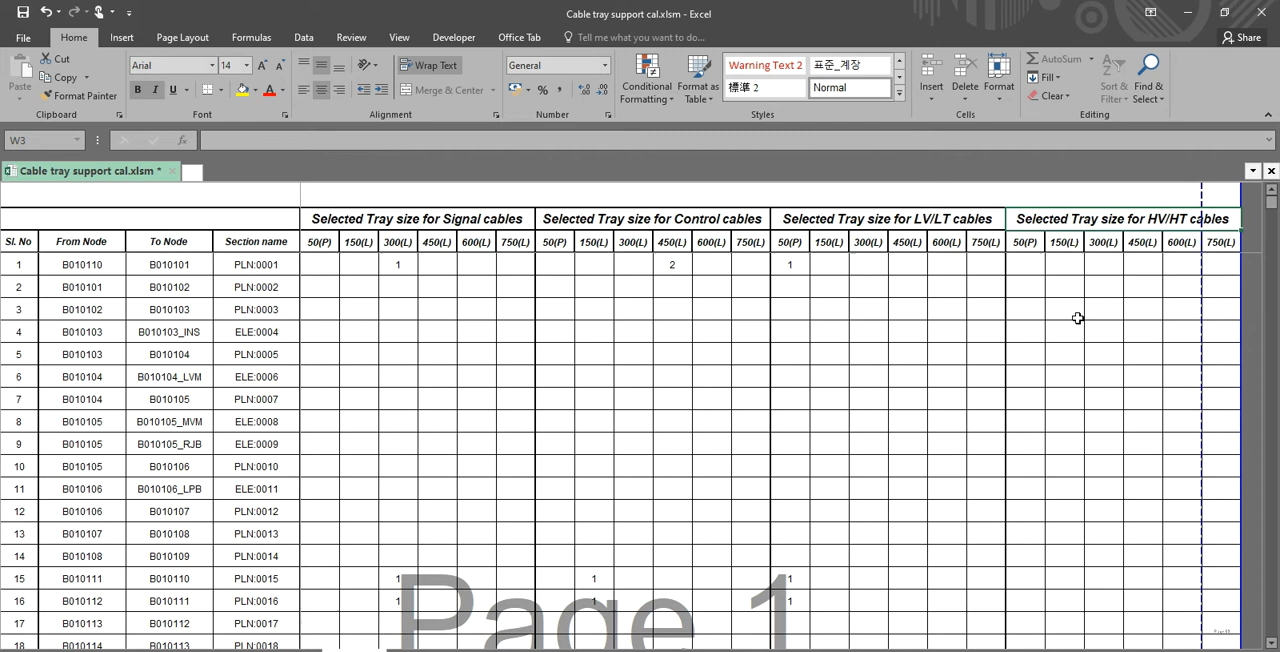 Cable tray support cal.xlsm - Excel
File Home Insert Page Layout Formulas Data Review View Developer Office Tab Tell me what you want to do... Share
Paste Cut Copy Format Painter Clipboard
Arial 14 B I U A Font
Wrap Text Merge & Center Alignment
General % , Number
Conditional Formatting Format as Table
Warning Text 2 표준_계장
標準 2 Normal
Styles
Insert Delete Format Cells
AutoSum Fill Clear Sort & Filter Find & Select Editing
W3 fx
Cable tray support cal.xlsm *
Selected Tray size for Signal cables Selected Tray size for Control cables Selected Tray size for LV/LT cables Selected Tray size for HV/HT cables
Sl. No From Node To Node Section name 50(P) 150(L) 300(L) 450(L) 600(L) 750(L) 50(P) 150(L) 300(L) 450(L) 600(L) 750(L) 50(P) 150(L) 300(L) 450(L) 600(L) 750(L) 50(P) 150(L) 300(L) 450(L) 600(L) 750(L)
1 B010110 B010101 PLN:0001 1 2 1
2 B010101 B010102 PLN:0002
3 B010102 B010103 PLN:0003
4 B010103 B010103_INS ELE:0004
5 B010103 B010104 PLN:0005
6 B010104 B010104_LVM ELE:0006
7 B010104 B010105 PLN:0007
8 B010105 B010105_MVM ELE:0008
9 B010105 B010105_RJB ELE:0009
10 B010105 B010106 PLN:0010
11 B010106 B010106_LPB ELE:0011
12 B010106 B010107 PLN:0012
13 B010107 B010108 PLN:0013
14 B010108 B010109 PLN:0014
15 B010111 B010110 PLN:0015 1 1 1
16 B010112 B010111 PLN:0016 1 1 1
17 B010113 B010112 PLN:0017
18 B010114 B010113 PLN:0018
Page 1